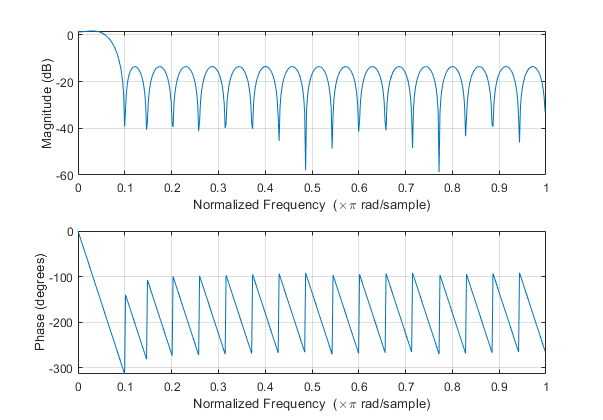 0
-20
-40
-60
Magnitude (dB)
0 0.1 0.2 0.3 0.4 0.5 0.6 0.7 0.8 0.9 1
Normalized Frequency (×π rad/sample)
0
-100
-200
-300
Phase (degrees)
0 0.1 0.2 0.3 0.4 0.5 0.6 0.7 0.8 0.9 1
Normalized Frequency (×π rad/sample)